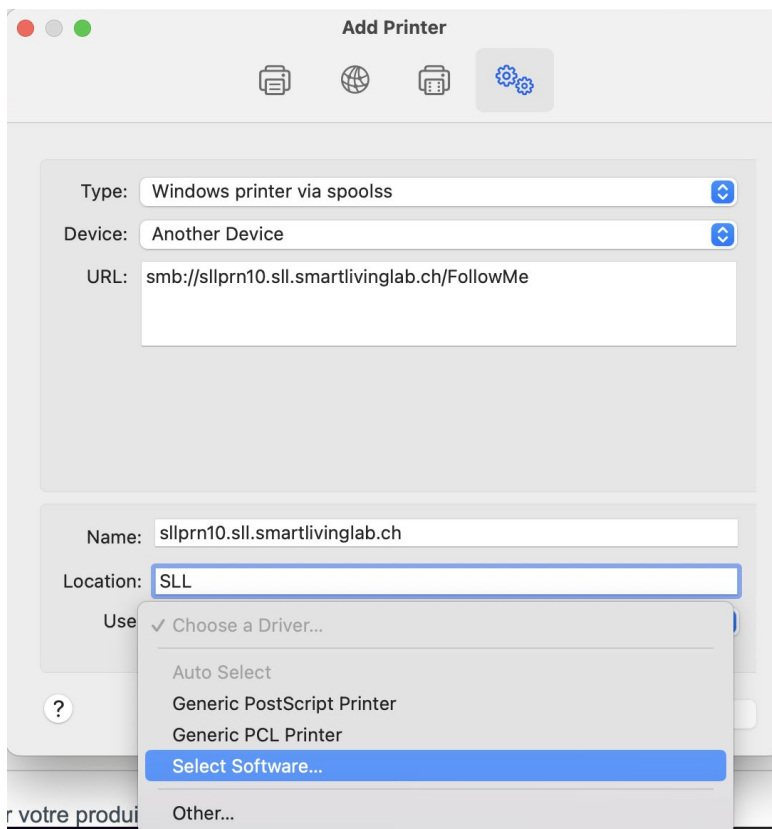 Add Printer
Type: Windows printer via spoolss
Device: Another Device
URL: smb://sllprn10.sll.smartlivinglab.ch/FollowMe
Name: sllprn10.sll.smartlivinglab.ch
Location: SLL
Use
✓ Choose a Driver...
Auto Select
Generic PostScript Printer
Generic PCL Printer
?
Select Software...
r votre produi
Other...